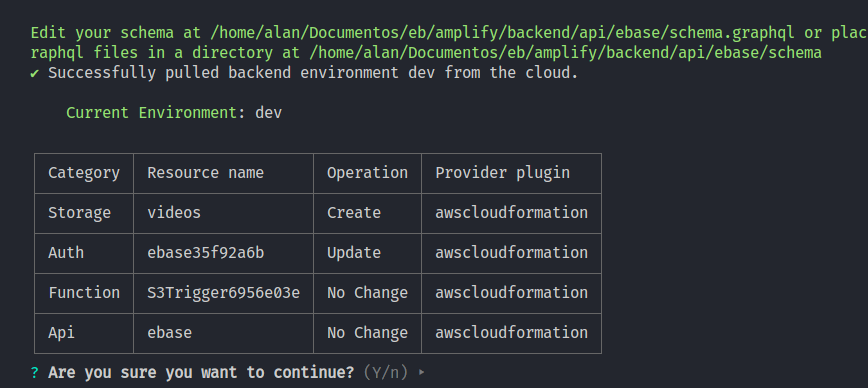 Edit your schema at /home/alan/Documentos/eb/amplify/backend/api/ebase/schema.graphql or plac
raphql files in a directory at /home/alan/Documentos/eb/amplify/backend/api/ebase/schema
✔ Successfully pulled backend environment dev from the cloud.
Current Environment: dev
Category Resource name Operation Provider plugin
Storage videos Create awscloudformation
Auth ebase35f92a6b Update awscloudformation
Function S3Trigger6956e03e No Change awscloudformation
Api ebase No Change awscloudformation
? Are you sure you want to continue? (Y/n) ‣